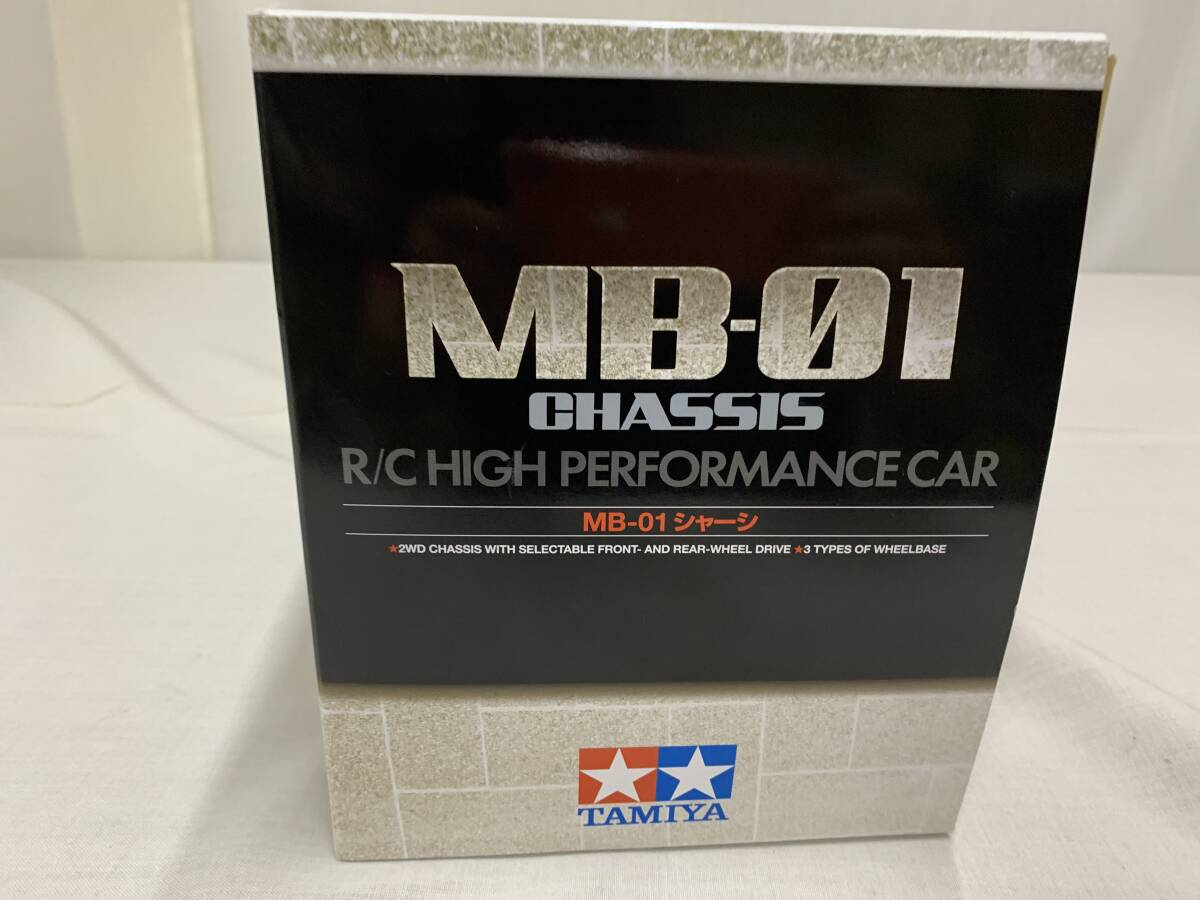 MB-01
CHASSIS
R/C HIGH PERFORMANCE CAR
MB-01 シャーシ
★2WD CHASSIS WITH SELECTABLE FRONT- AND REAR-WHEEL DRIVE ★3 TYPES OF WHEELBASE
TAMIYA